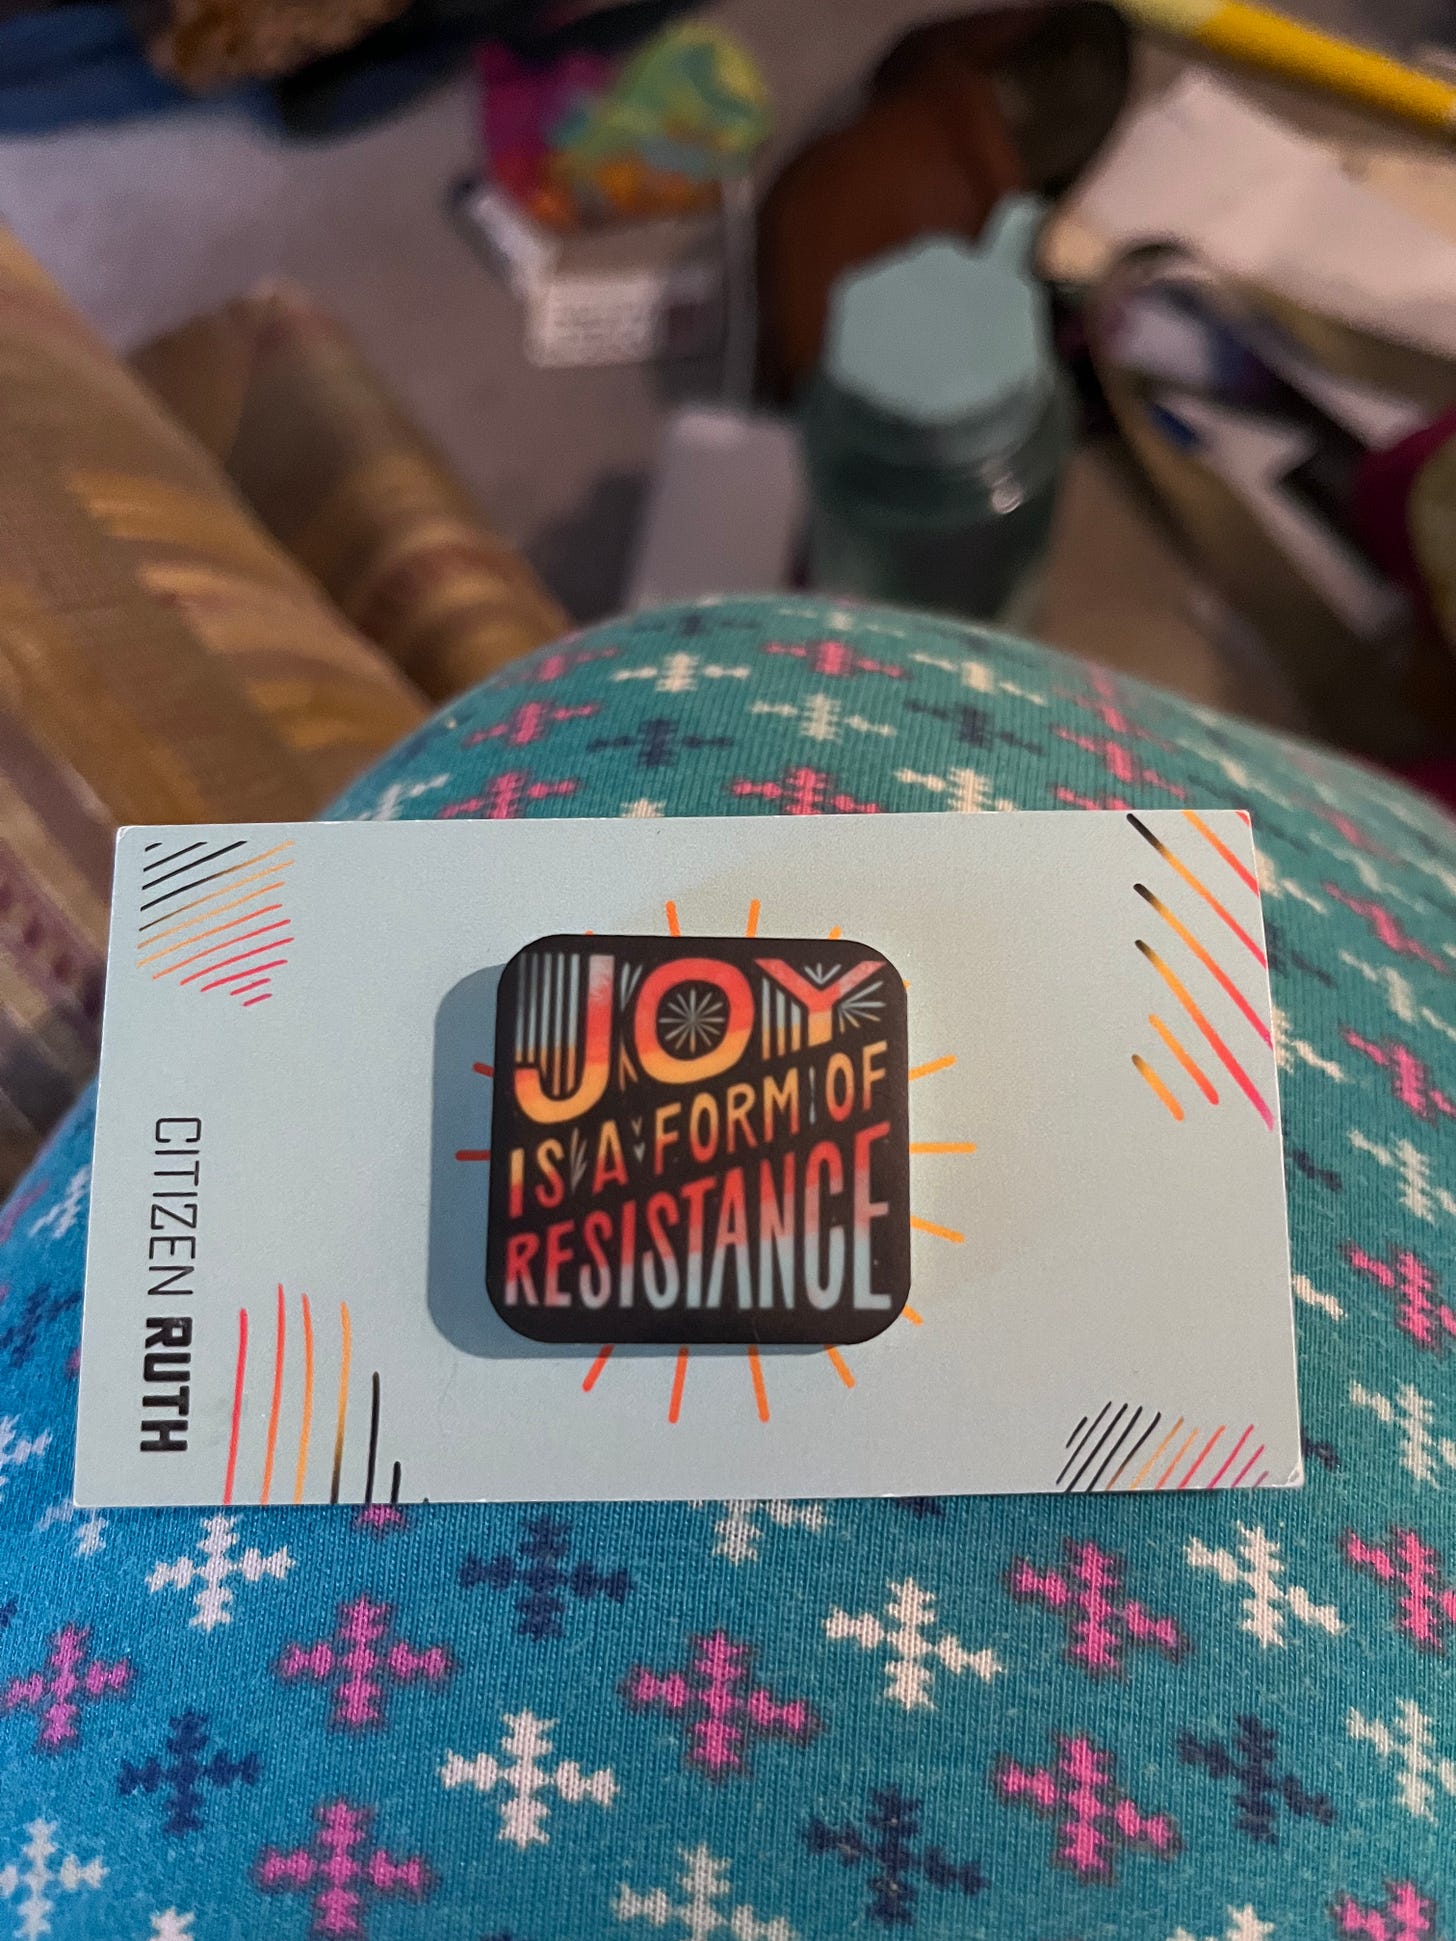 JOY
IS A FORM OF
RESISTANCE
CITIZEN RUTH